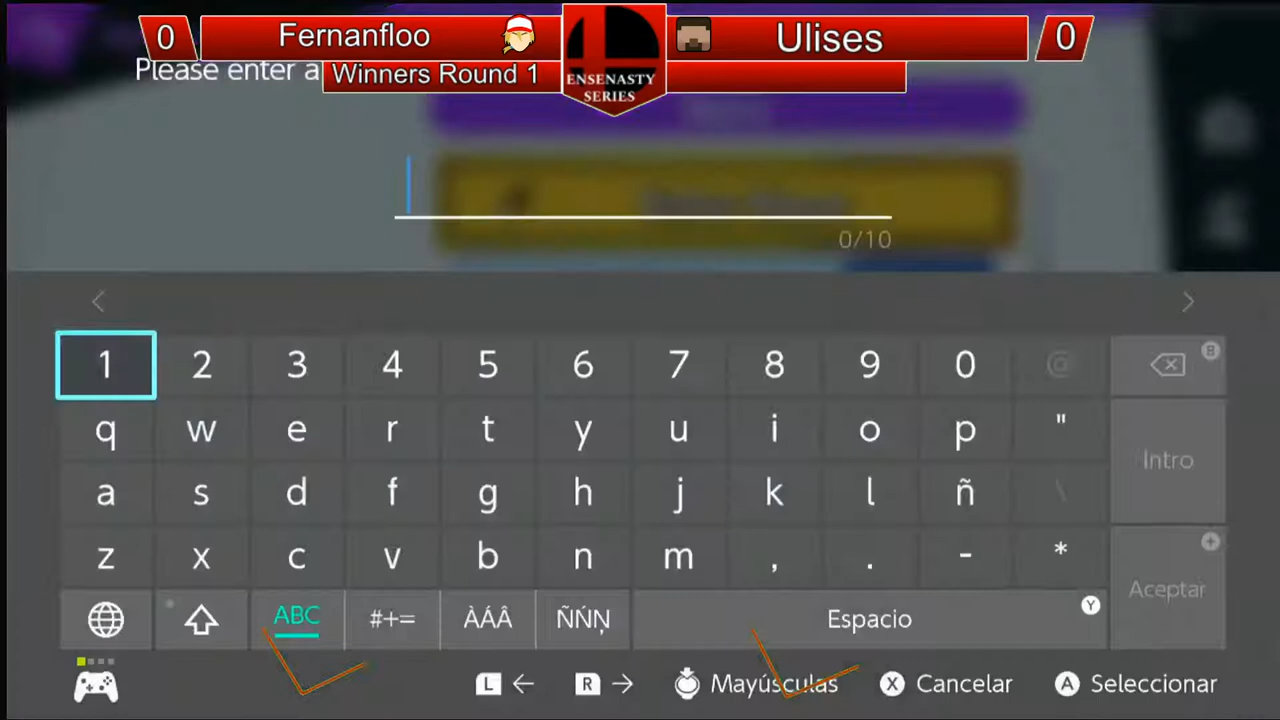 0 Fernanfloo Ulises 0
Please enter a
Winners Round 1
ENSENASTY
SERIES
0/10
1 2 3 4 5 6 7 8 9 0 @
q w e r t y u i o p "
Intro
a s d f g h j k l ñ \
z x c v b n m , . - *
Aceptar
ABC #+= ÀÁÂ ÑŃŅ Espacio Y
L ← R → Mayúsculas X Cancelar A Seleccionar